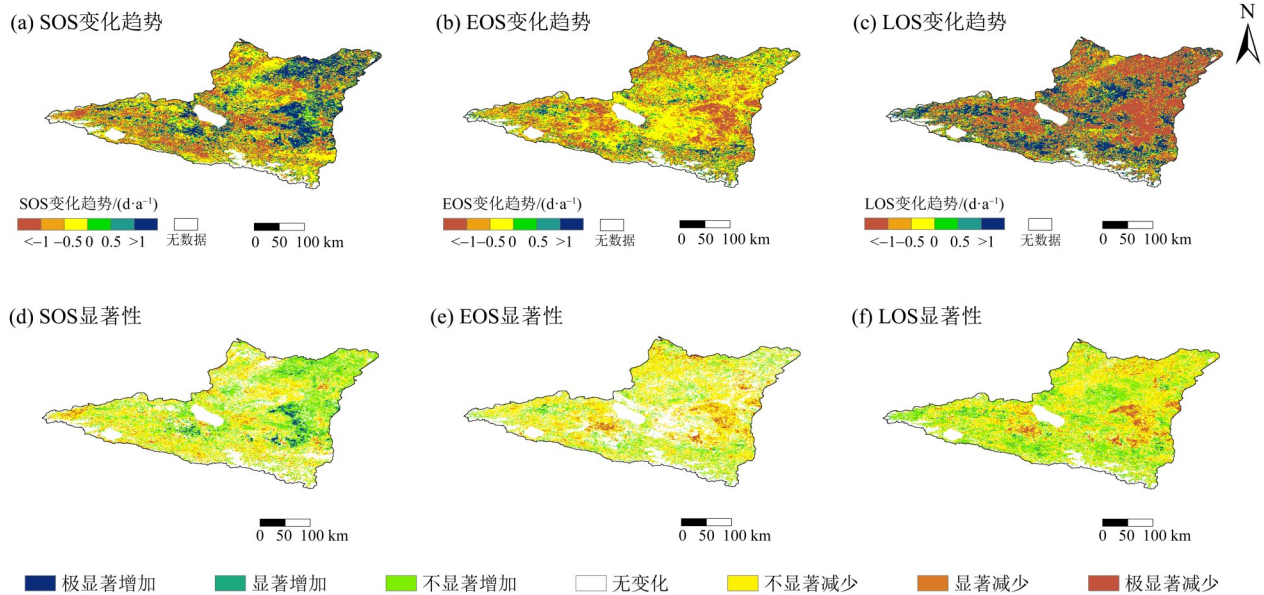 (a) SOS变化趋势
(b) EOS变化趋势
(c) LOS变化趋势
N
SOS变化趋势/(d·a⁻¹)
<−1 −0.5 0 0.5 >1
无数据
0 50 100 km
EOS变化趋势/(d·a⁻¹)
<−1 −0.5 0 0.5 >1
无数据
0 50 100 km
LOS变化趋势/(d·a⁻¹)
<−1 −0.5 0 0.5 >1
无数据
0 50 100 km
(d) SOS显著性
(e) EOS显著性
(f) LOS显著性
0 50 100 km
0 50 100 km
0 50 100 km
极显著增加
显著增加
不显著增加
无变化
不显著减少
显著减少
极显著减少